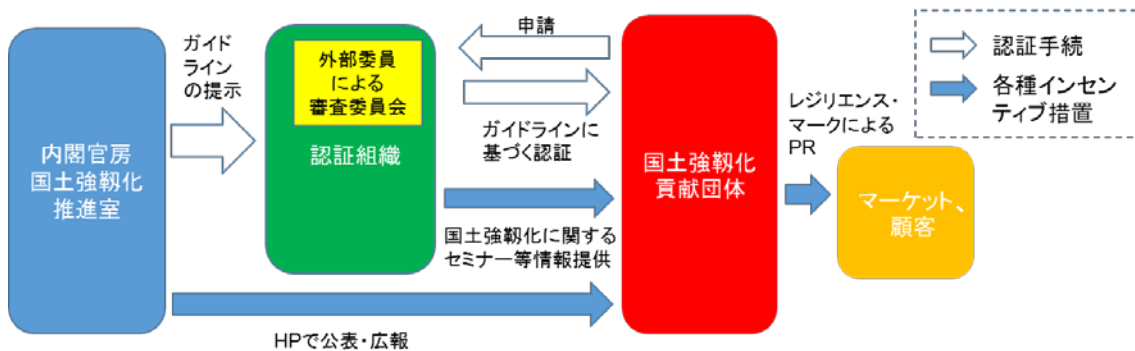 ガイド
ライン
の提示
内閣官房
国土強靭化
推進室
外部委員
による
審査委員会
認証組織
申請
ガイドラインに
基づく認証
国土強靭化に関する
セミナー等情報提供
HPで公表・広報
国土強靭化
貢献団体
レジリエンス・
マークによる
PR
マーケット、
顧客
認証手続
各種インセン
ティブ措置